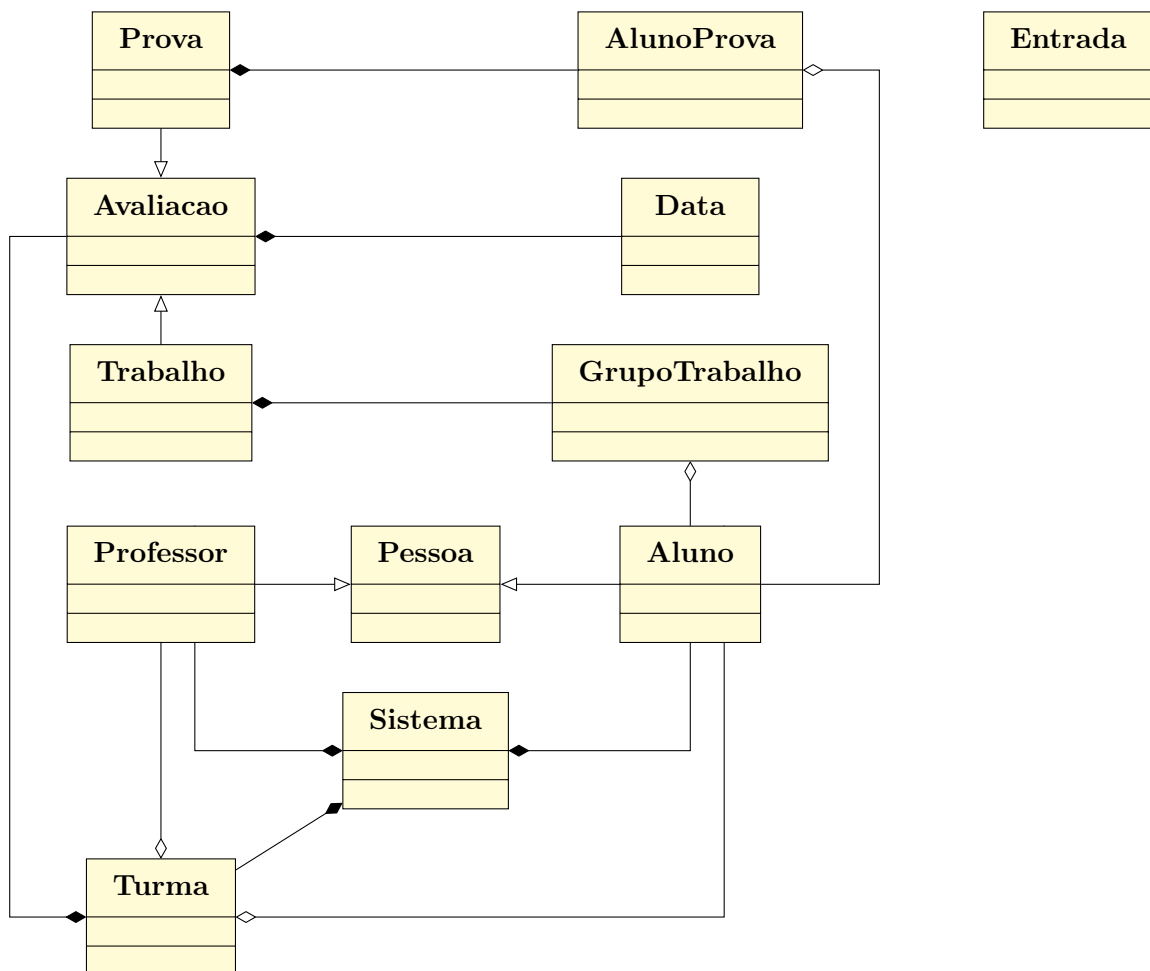 Prova
AlunoProva
Entrada
Avaliacao
Data
Trabalho
GrupoTrabalho
Professor
Pessoa
Aluno
Sistema
Turma